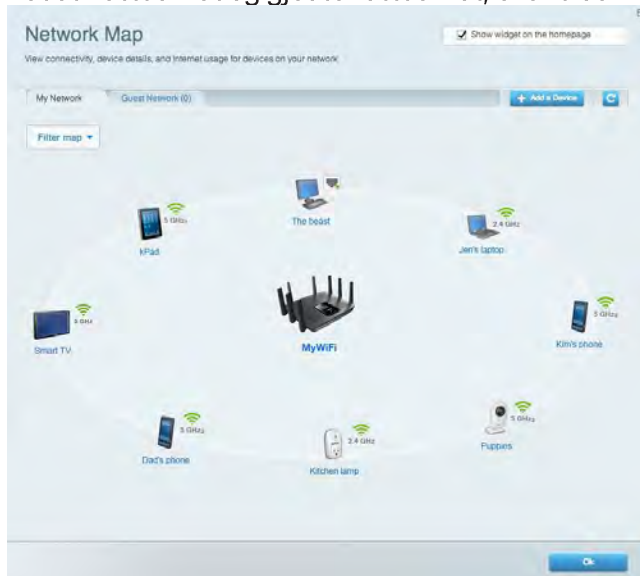 Network Map
Show widget on the homepage
View connectivity, device details, and Internet usage for devices on your network.
My Network
Guest Network (0)
+ Add a Device
Filter map
The beast
5 GHz
2.4 GHz
kPad
Jen's laptop
5 GHz
5 GHz
Smart TV
MyWiFi
Kim's phone
5 GHz
2.4 GHz
5 GHz
Dad's phone
Kitchen lamp
Puppies
Ok